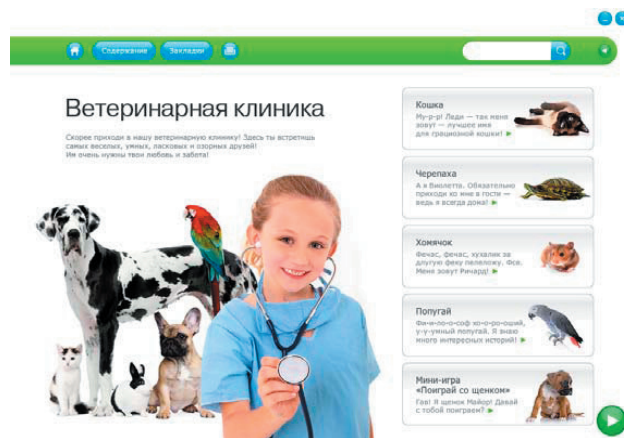 Содержание
Закладки
Ветеринарная клиника
Скорее приходи в нашу ветеринарную клинику! Здесь ты встретишь
самых веселых, умных, ласковых и озорных друзей!
Им очень нужны твои любовь и забота!
Кошка
Му-р-р! Леди — так меня
зовут — лучшее имя
для грациозной кошки!
Черепаха
А я Виолетта. Обязательно
приходи ко мне в гости —
ведь я всегда дома!
Хомячок
Фечас, фечас, хухалик за
длугую феку пелеложу. Фсе.
Меня зовут Ричард!
Попугай
Фи-и-ло-о-соф хо-о-ро-оший,
у-у-умный попугай. Я знаю
много интересных историй!
Мини-игра
«Поиграй со щенком»
Гав! Я щенок Майор! Давай
с тобой поиграем?